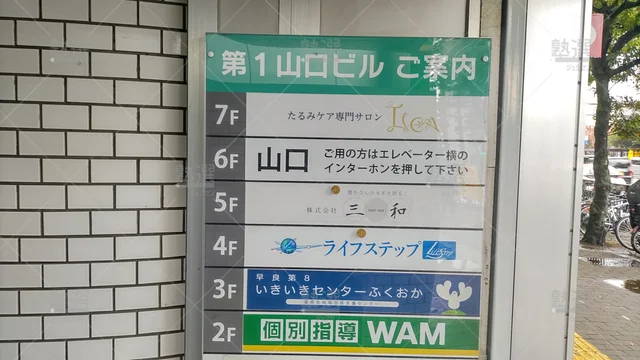 第1山口ビル ご案内
7F たるみケア専門サロン
6F 山口 ご用の方はエレベーター横の
インターホンを押して下さい
5F 株式会社 三 和
4F ライフステップ
3F 早良第8
いきいきセンターふくおか
2F 個別指導 WAM
塾選
塾選